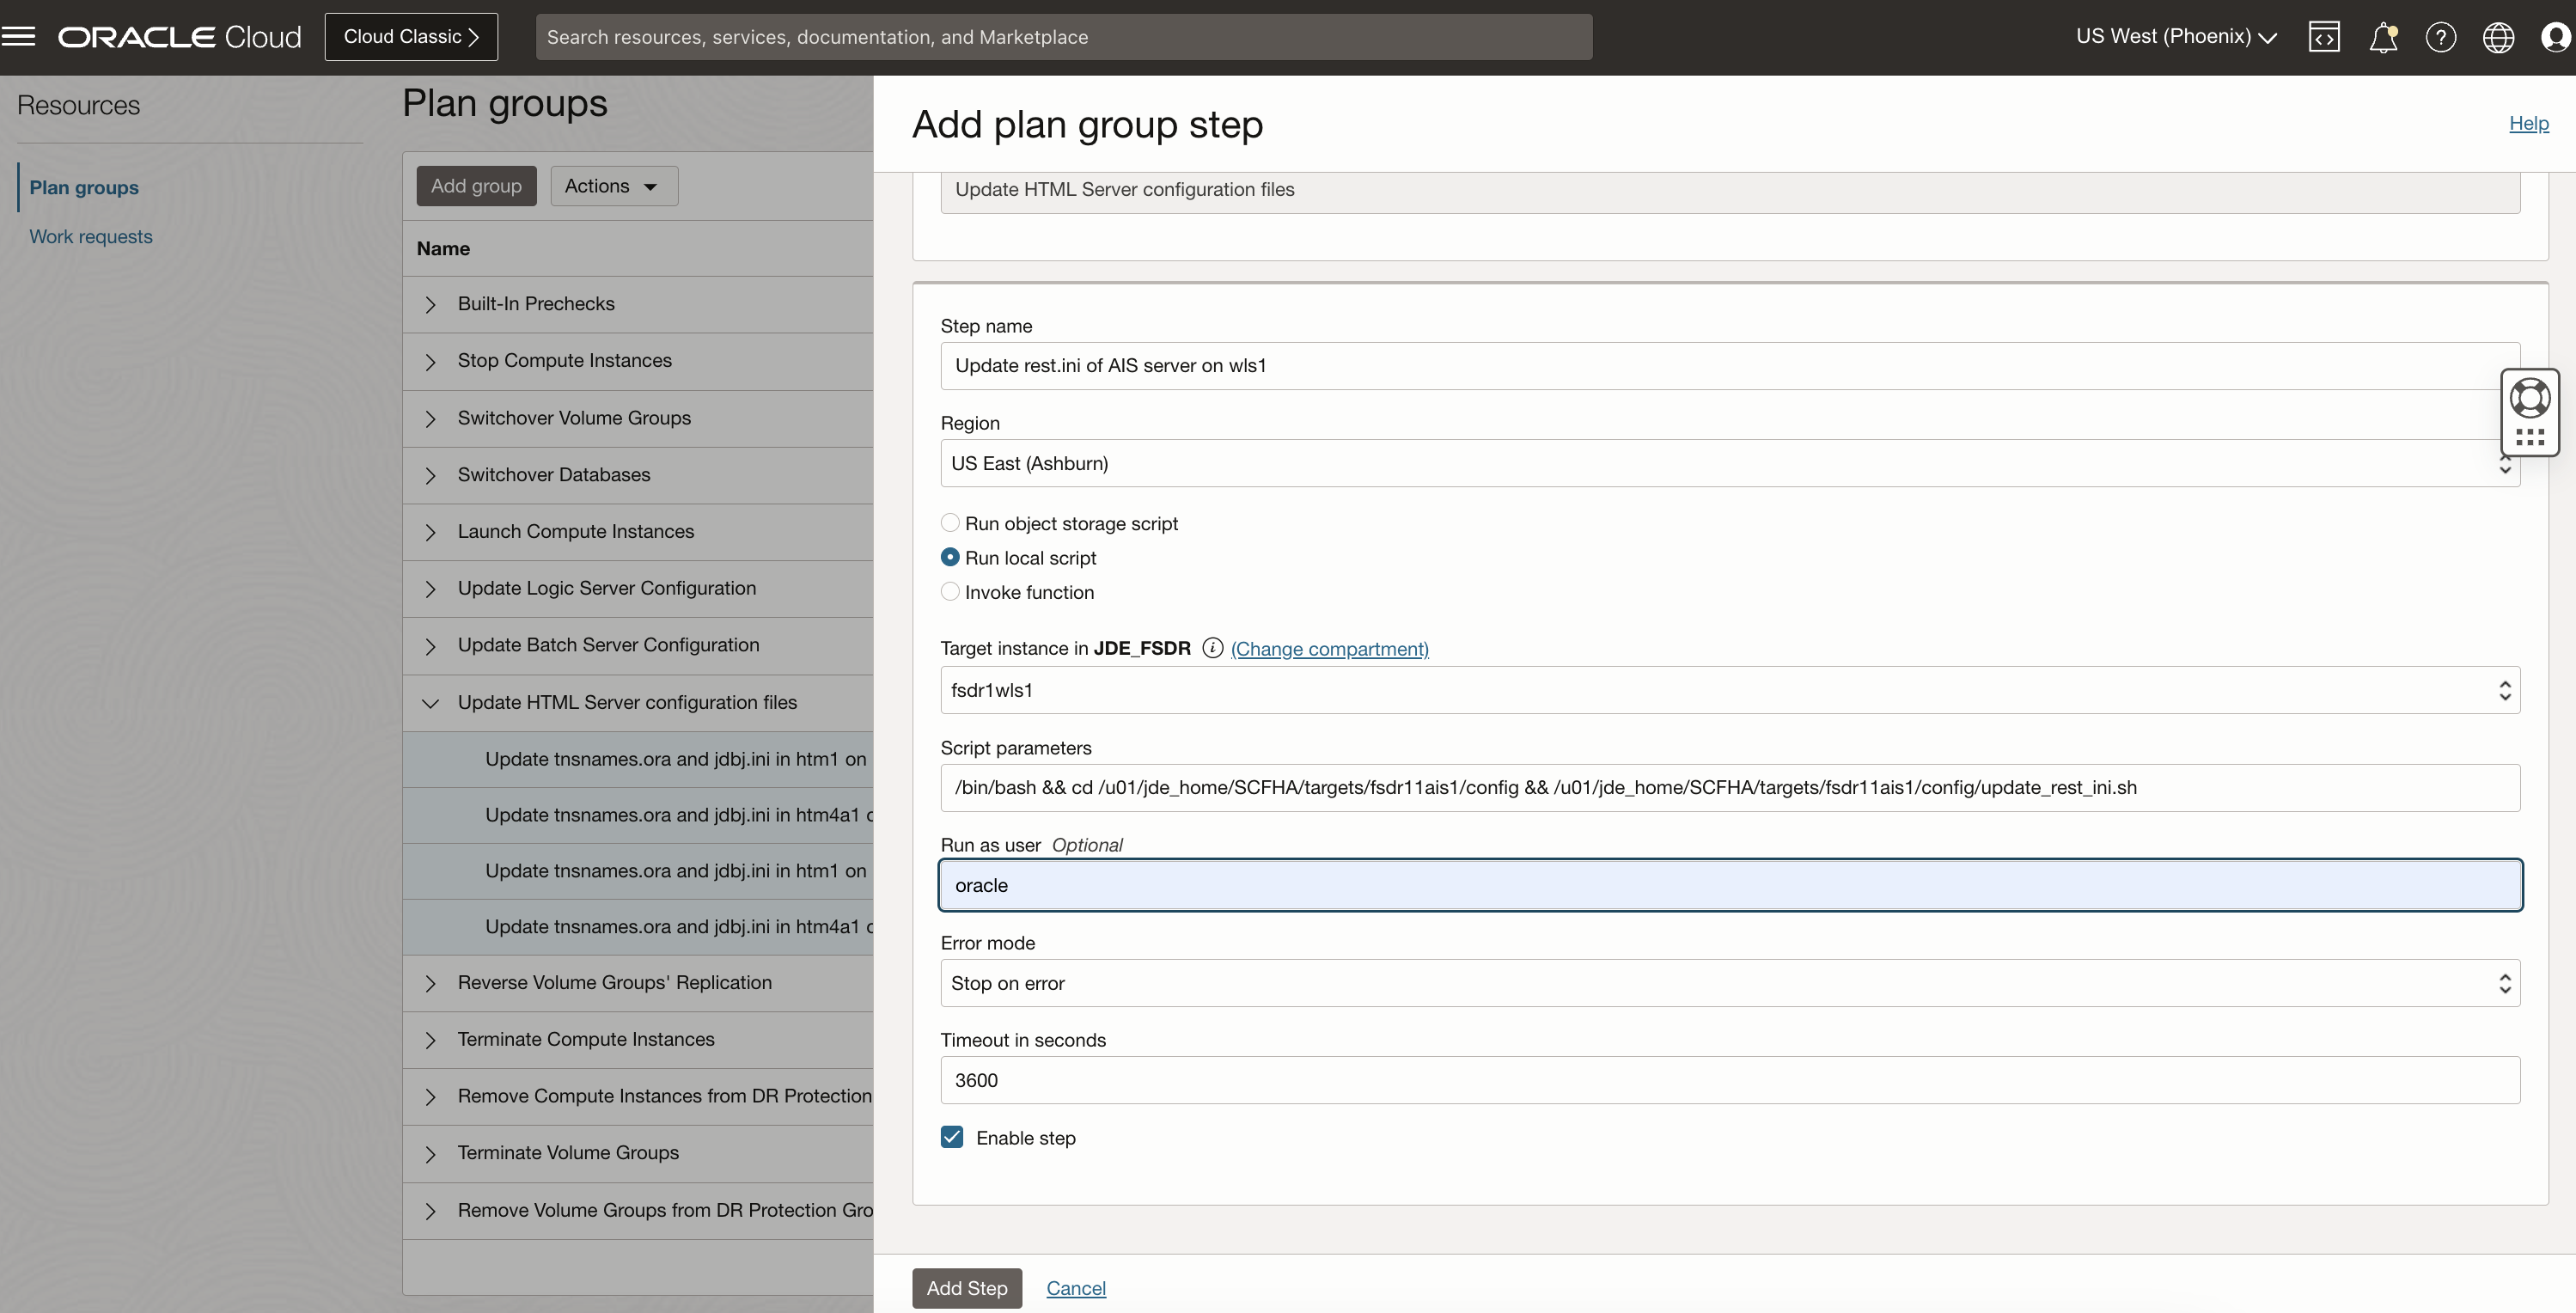 ORACLE Cloud
Cloud Classic
Search resources, services, documentation, and Marketplace
US West (Phoenix)
Resources
Plan groups
Work requests
Plan groups
Add group
Actions
Name
Built-In Prechecks
Stop Compute Instances
Switchover Volume Groups
Switchover Databases
Launch Compute Instances
Update Logic Server Configuration
Update Batch Server Configuration
Update HTML Server configuration files
Update tnsnames.ora and jdbj.ini in htm1 on
Update tnsnames.ora and jdbj.ini in htm4a1
Update tnsnames.ora and jdbj.ini in htm1 on
Update tnsnames.ora and jdbj.ini in htm4a1
Reverse Volume Groups' Replication
Terminate Compute Instances
Remove Compute Instances from DR Protection
Terminate Volume Groups
Remove Volume Groups from DR Protection Gro
Add plan group step
Help
Update HTML Server configuration files
Step name
Update rest.ini of AIS server on wls1
Region
US East (Ashburn)
Run object storage script
Run local script
Invoke function
Target instance in JDE_FSDR (Change compartment)
fsdr1wls1
Script parameters
/bin/bash && cd /u01/jde_home/SCFHA/targets/fsdr11ais1/config && /u01/jde_home/SCFHA/targets/fsdr11ais1/config/update_rest_ini.sh
Run as user Optional
oracle
Error mode
Stop on error
Timeout in seconds
3600
Enable step
Add Step
Cancel